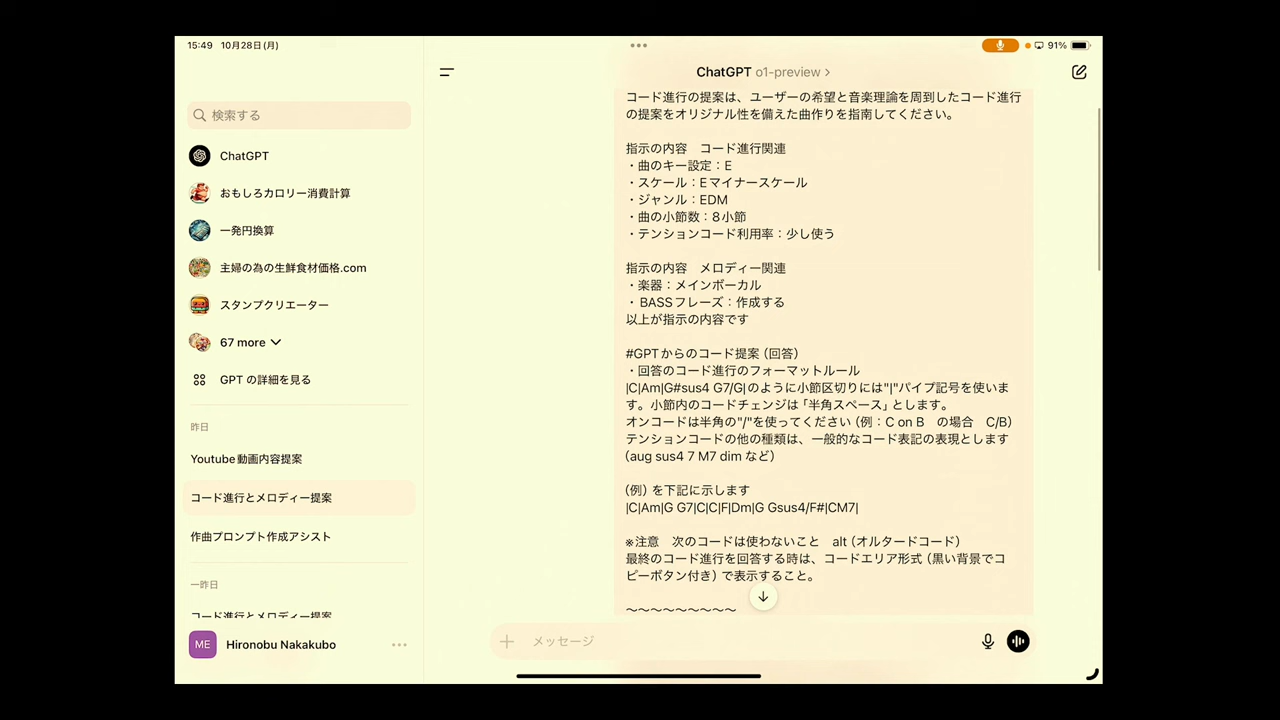 15:49 10月28日(月)
91%
検索する
ChatGPT
おもしろカロリー消費計算
一発円換算
主婦の為の生鮮食材価格.com
スタンプクリエーター
67 more
GPT の詳細を見る
昨日
Youtube動画内容提案
コード進行とメロディー提案
作曲プロンプト作成アシスト
一昨日
コード進行とメロディー提案
ME
Hironobu Nakakubo
ChatGPT o1-preview >
コード進行の提案は、ユーザーの希望と音楽理論を周到したコード進行
の提案をオリジナル性を備えた曲作りを指南してください。
指示の内容　コード進行関連
・曲のキー設定：E
・スケール：Eマイナースケール
・ジャンル：EDM
・曲の小節数：８小節
・テンションコード利用率：少し使う
指示の内容　メロディー関連
・楽器：メインボーカル
・BASSフレーズ：作成する
以上が指示の内容です
#GPTからのコード提案（回答）
・回答のコード進行のフォーマットルール
|C|Am|G#sus4 G7/G|のように小節区切りには"|"パイプ記号を使いま
す。小節内のコードチェンジは「半角スペース」とします。
オンコードは半角の"/"を使ってください（例：C on B　の場合　C/B）
テンションコードの他の種類は、一般的なコード表記の表現とします
（aug sus4 7 M7 dim など）
（例）を下記に示します
|C|Am|G G7|C|C|F|Dm|G Gsus4/F#|CM7|
※注意　次のコードは使わないこと　alt（オルタードコード）
最終のコード進行を回答する時は、コードエリア形式（黒い背景でコ
ピーボタン付き）で表示すること。
〜〜〜〜〜〜〜〜〜
メッセージ